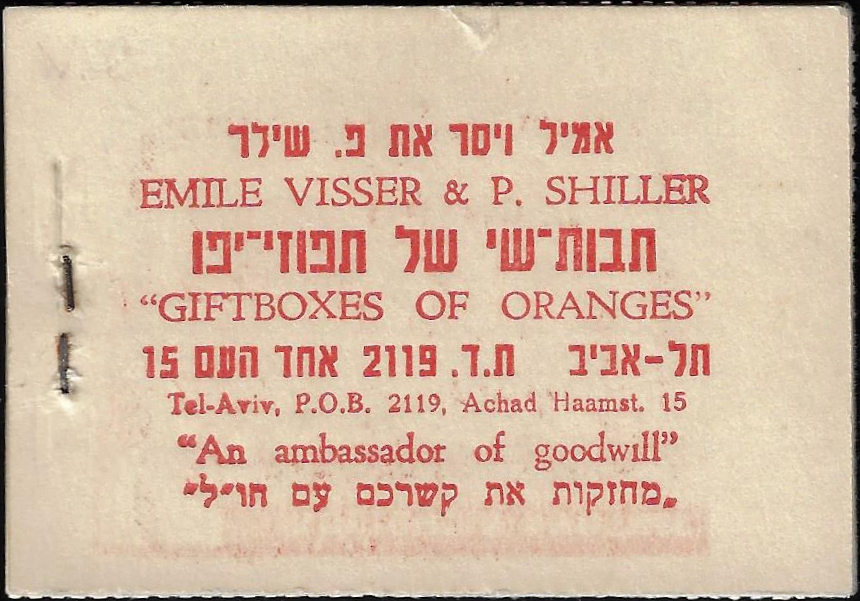 אמיל ויסר את פ. שילר
EMILE VISSER & P. SHILLER
תבות־שי של תפוזי־יפו
“GIFTBOXES OF ORANGES”
תל-אביב ת.ד. 2119 אחד העם 15
Tel-Aviv, P.O.B. 2119, Achad Haamst. 15
“An ambassador of goodwill”
„מחזקות את קשרכם עם חו״ל״